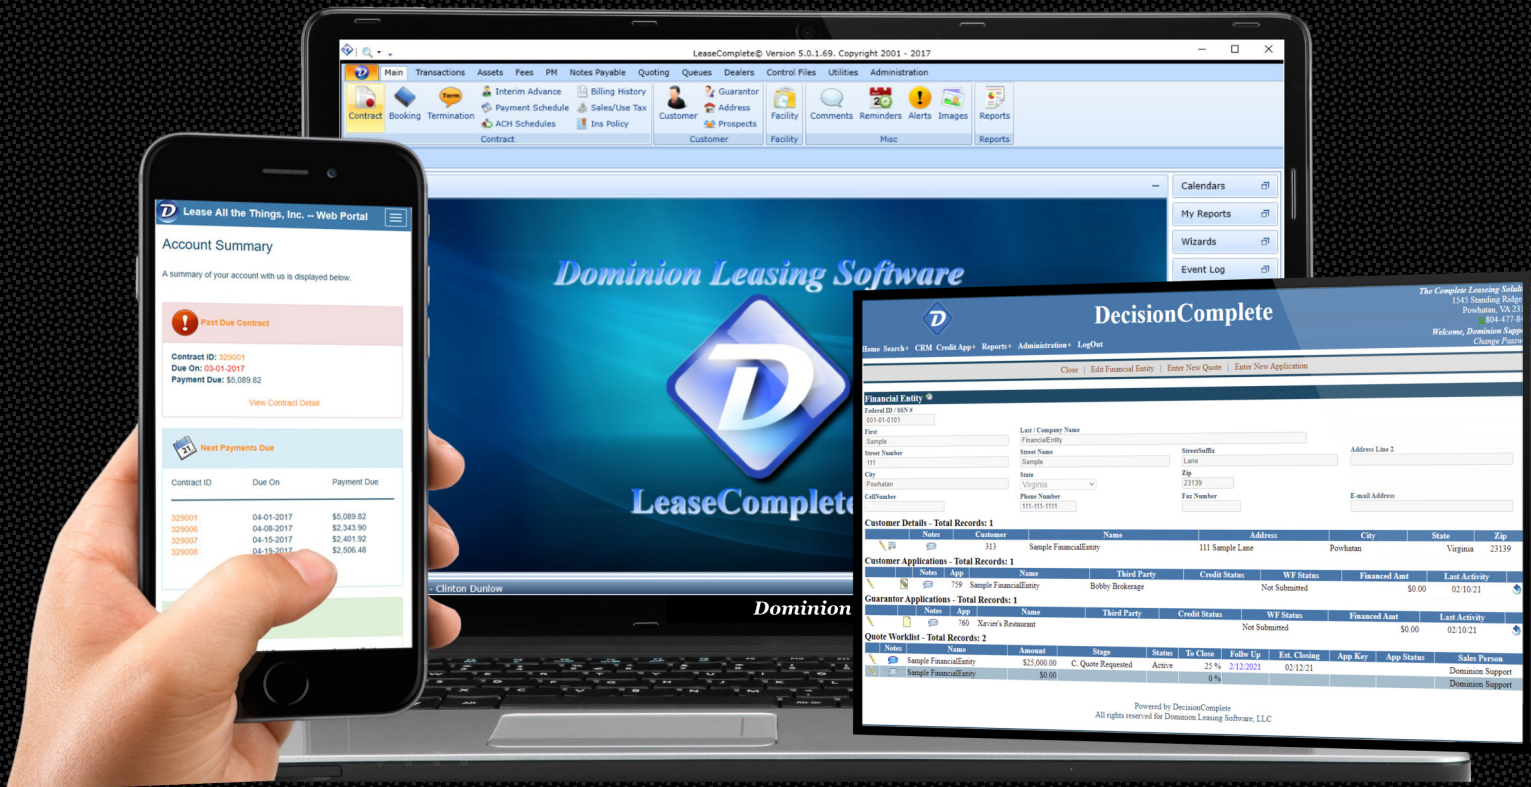 LeaseComplete© Version 5.0.1.69. Copyright 2001 - 2017
Main Transactions Assets Fees PM Notes Payable Quoting Queues Dealers Control Files Utilities Administration
Contract
Booking
Term
Termination
Interim Advance
Payment Schedule
ACH Schedules
Billing History
Sales/Use Tax
Ins Policy
Contract
Customer
Guarantor
Address
Prospects
Customer
Facility
Facility
Comments
20
Reminders
Alerts
Images
Misc
Reports
Reports
Calendars
My Reports
Wizards
Event Log
Dominion Leasing Software
D
LeaseComplete
- Clinton Dunlow
Dominion
D Lease All the Things, Inc. -- Web Portal
Account Summary
A summary of your account with us is displayed below.
Past Due Contract
Contract ID: 329001
Due On: 03-01-2017
Payment Due: $5,089.82
View Contract Detail
21
Next Payments Due
Contract ID Due On Payment Due
329001 04-01-2017 $5,089.82
329006 04-08-2017 $2,343.90
329007 04-15-2017 $2,401.92
329008 04-19-2017 $2,506.48
D
DecisionComplete
The Complete Leaseing
1545 Standing
Powhatan, VA
804-477-
Welcome, Dominion
Change
Home Search+ CRM Credit App+ Reports+ Administration+ LogOut
Close | Edit Financial Entity | Enter New Quote | Enter New Application
Financial Entity
Federal ID / SSN #
001-01-0101
First Last / Company Name
Sample FinancialEntity
Street Number Street Name StreetSuffix Address Line 2
111 Sample Lane
City State Zip
Powhatan Virginia 23139
CellNumber Phone Number Fax Number E-mail Address
111-111-1111
Customer Details - Total Records: 1
Notes Customer Name Address City State Zip
313 Sample FinancialEntity 111 Sample Lane Powhatan Virginia 23139
Customer Applications - Total Records: 1
Notes App Name Third Party Credit Status WF Status Financed Amt Last Activity
759 Sample FinancialEntity Bobby Brokerage Not Submitted $0.00 02/10/21
Guarantor Applications - Total Records: 1
Notes App Name Third Party Credit Status WF Status Financed Amt Last Activity
760 Xavier's Restaurant Not Submitted $0.00 02/10/21
Quote Worklist - Total Records: 2
Notes Name Amount Stage Status To Close Follw Up Est. Closing App Key App Status Sales Person
Sample FinancialEntity $25,000.00 C. Quote Requested Active 25 % 2/12/2021 02/12/21 Dominion Support
Sample FinancialEntity $0.00 0 % Dominion Support
Powered by DecisionComplete
All rights reserved for Dominion Leasing Software, LLC